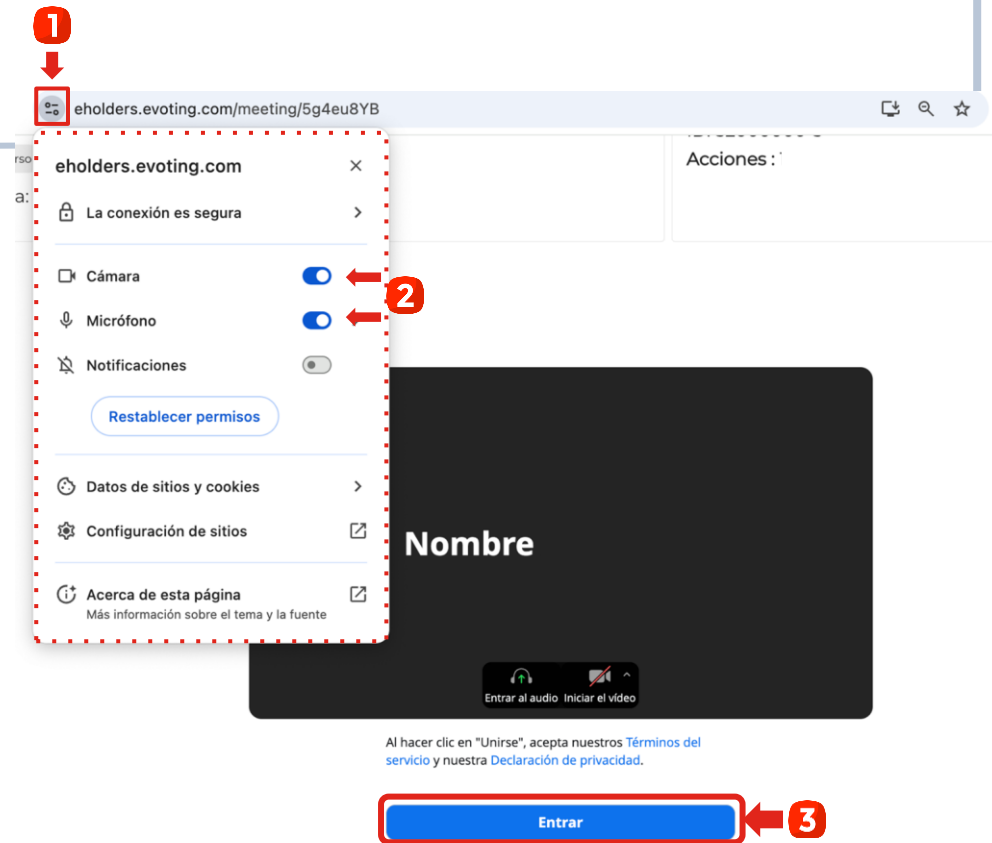 1
eholders.evoting.com/meeting/5g4eu8YB
Acciones :
a:
eholders.evoting.com
La conexión es segura
Cámara
2
Micrófono
Notificaciones
Restablecer permisos
Datos de sitios y cookies
Configuración de sitios
Nombre
Acerca de esta página
Más información sobre el tema y la fuente
Entrar al audio Iniciar el vídeo
Al hacer clic en "Unirse", acepta nuestros Términos del
servicio y nuestra Declaración de privacidad.
Entrar
3